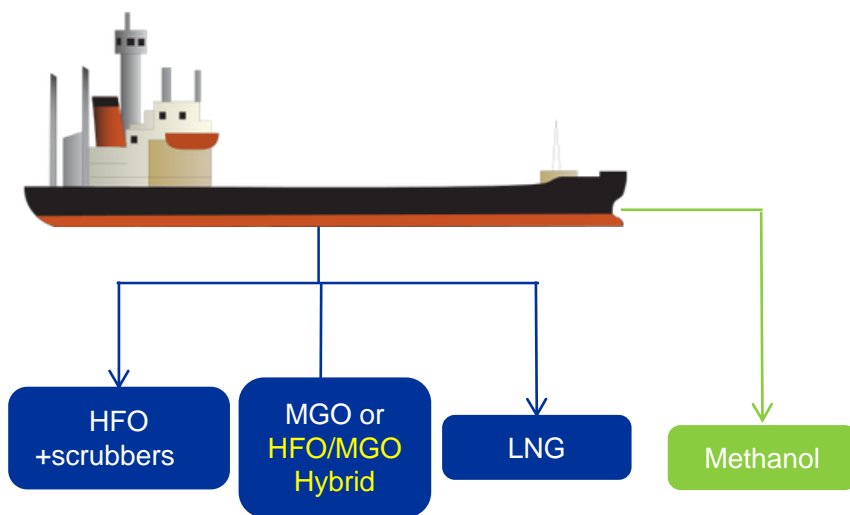 HFO
+scrubbers
MGO or
HFO/MGO
Hybrid
LNG
Methanol